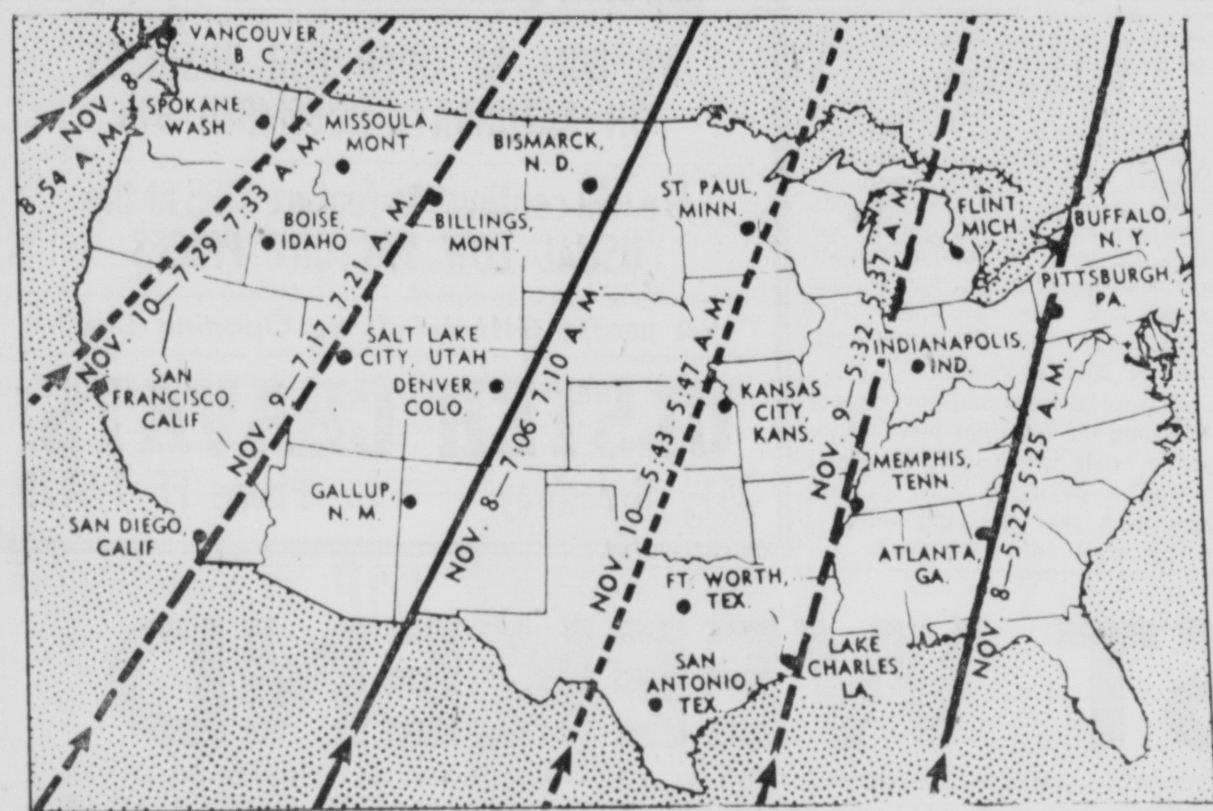 VANCOUVER
B C
NOV 8—
8 54 A M
SPOKANE
WASH
MISSOULA
MONT
BISMARCK,
N. D.
ST. PAUL,
MINN.
FLINT
MICH.
BUFFALO,
N. Y.
PITTSBURGH,
PA
BOISE
IDAHO
BILLINGS,
MONT.
NOV. 10—7:29 7:33 A M
NOV 9—7:17 7:21 A M
SALT LAKE
CITY, UTAH
DENVER,
COLO.
SAN
FRANCISCO
CALIF.
INDIANAPOLIS,
IND.
KANSAS
CITY,
KANS.
NOV. 8—7:06 7:10 A M
NOV 10—5:43 5:47 A M
NOV 9—5:32 5:37 A M
NOV 8—5:22 5:25 A M
GALLUP,
N. M.
MEMPHIS,
TENN.
SAN DIEGO
CALIF
ATLANTA,
GA.
FT. WORTH,
TEX.
SAN
ANTONIO,
TEX.
LAKE
CHARLES,
LA.